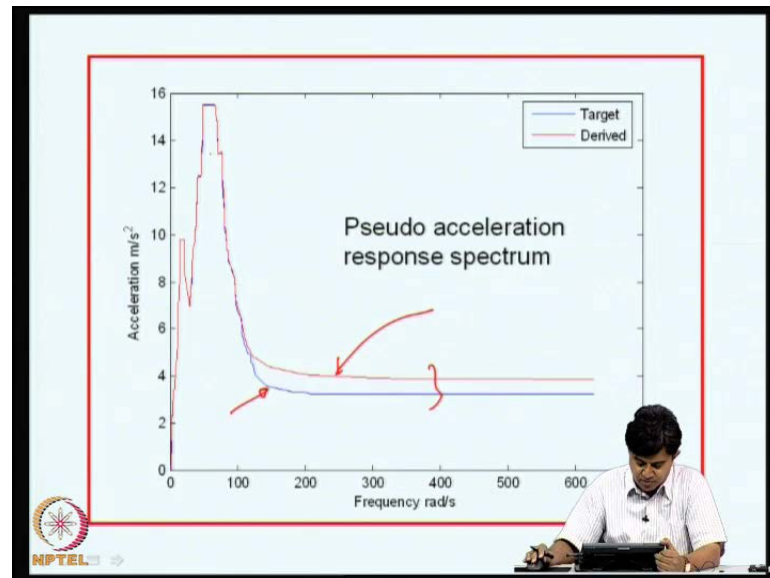 16
14
12
10
8
6
4
2
0
Acceleration m/s²
Target
Derived
Pseudo acceleration
response spectrum
0 100 200 300 400 500 600
Frequency rad/s
NPTEL